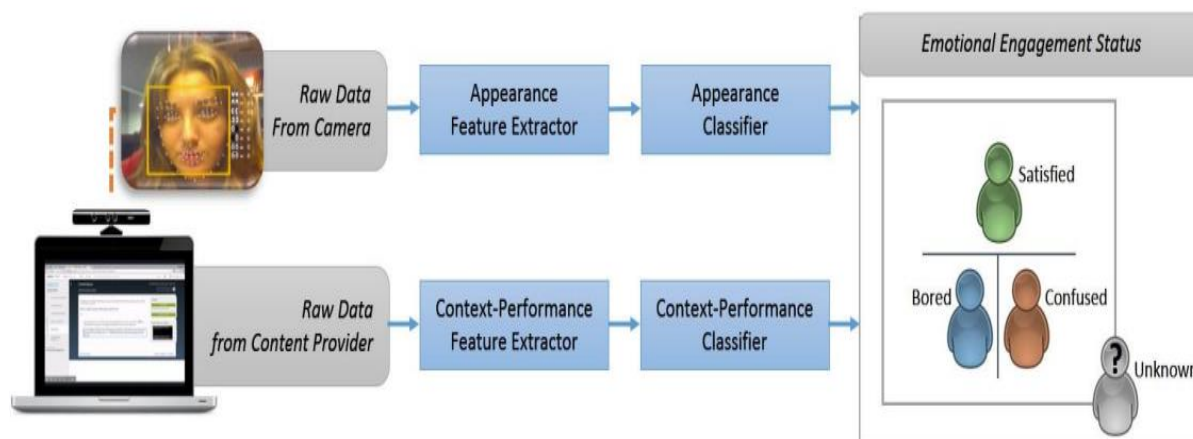 Raw Data
From Camera
Appearance
Feature Extractor
Appearance
Classifier
Emotional Engagement Status
Satisfied
Bored
Confused
?
Unknown
Raw Data
from Content Provider
Context-Performance
Feature Extractor
Context-Performance
Classifier